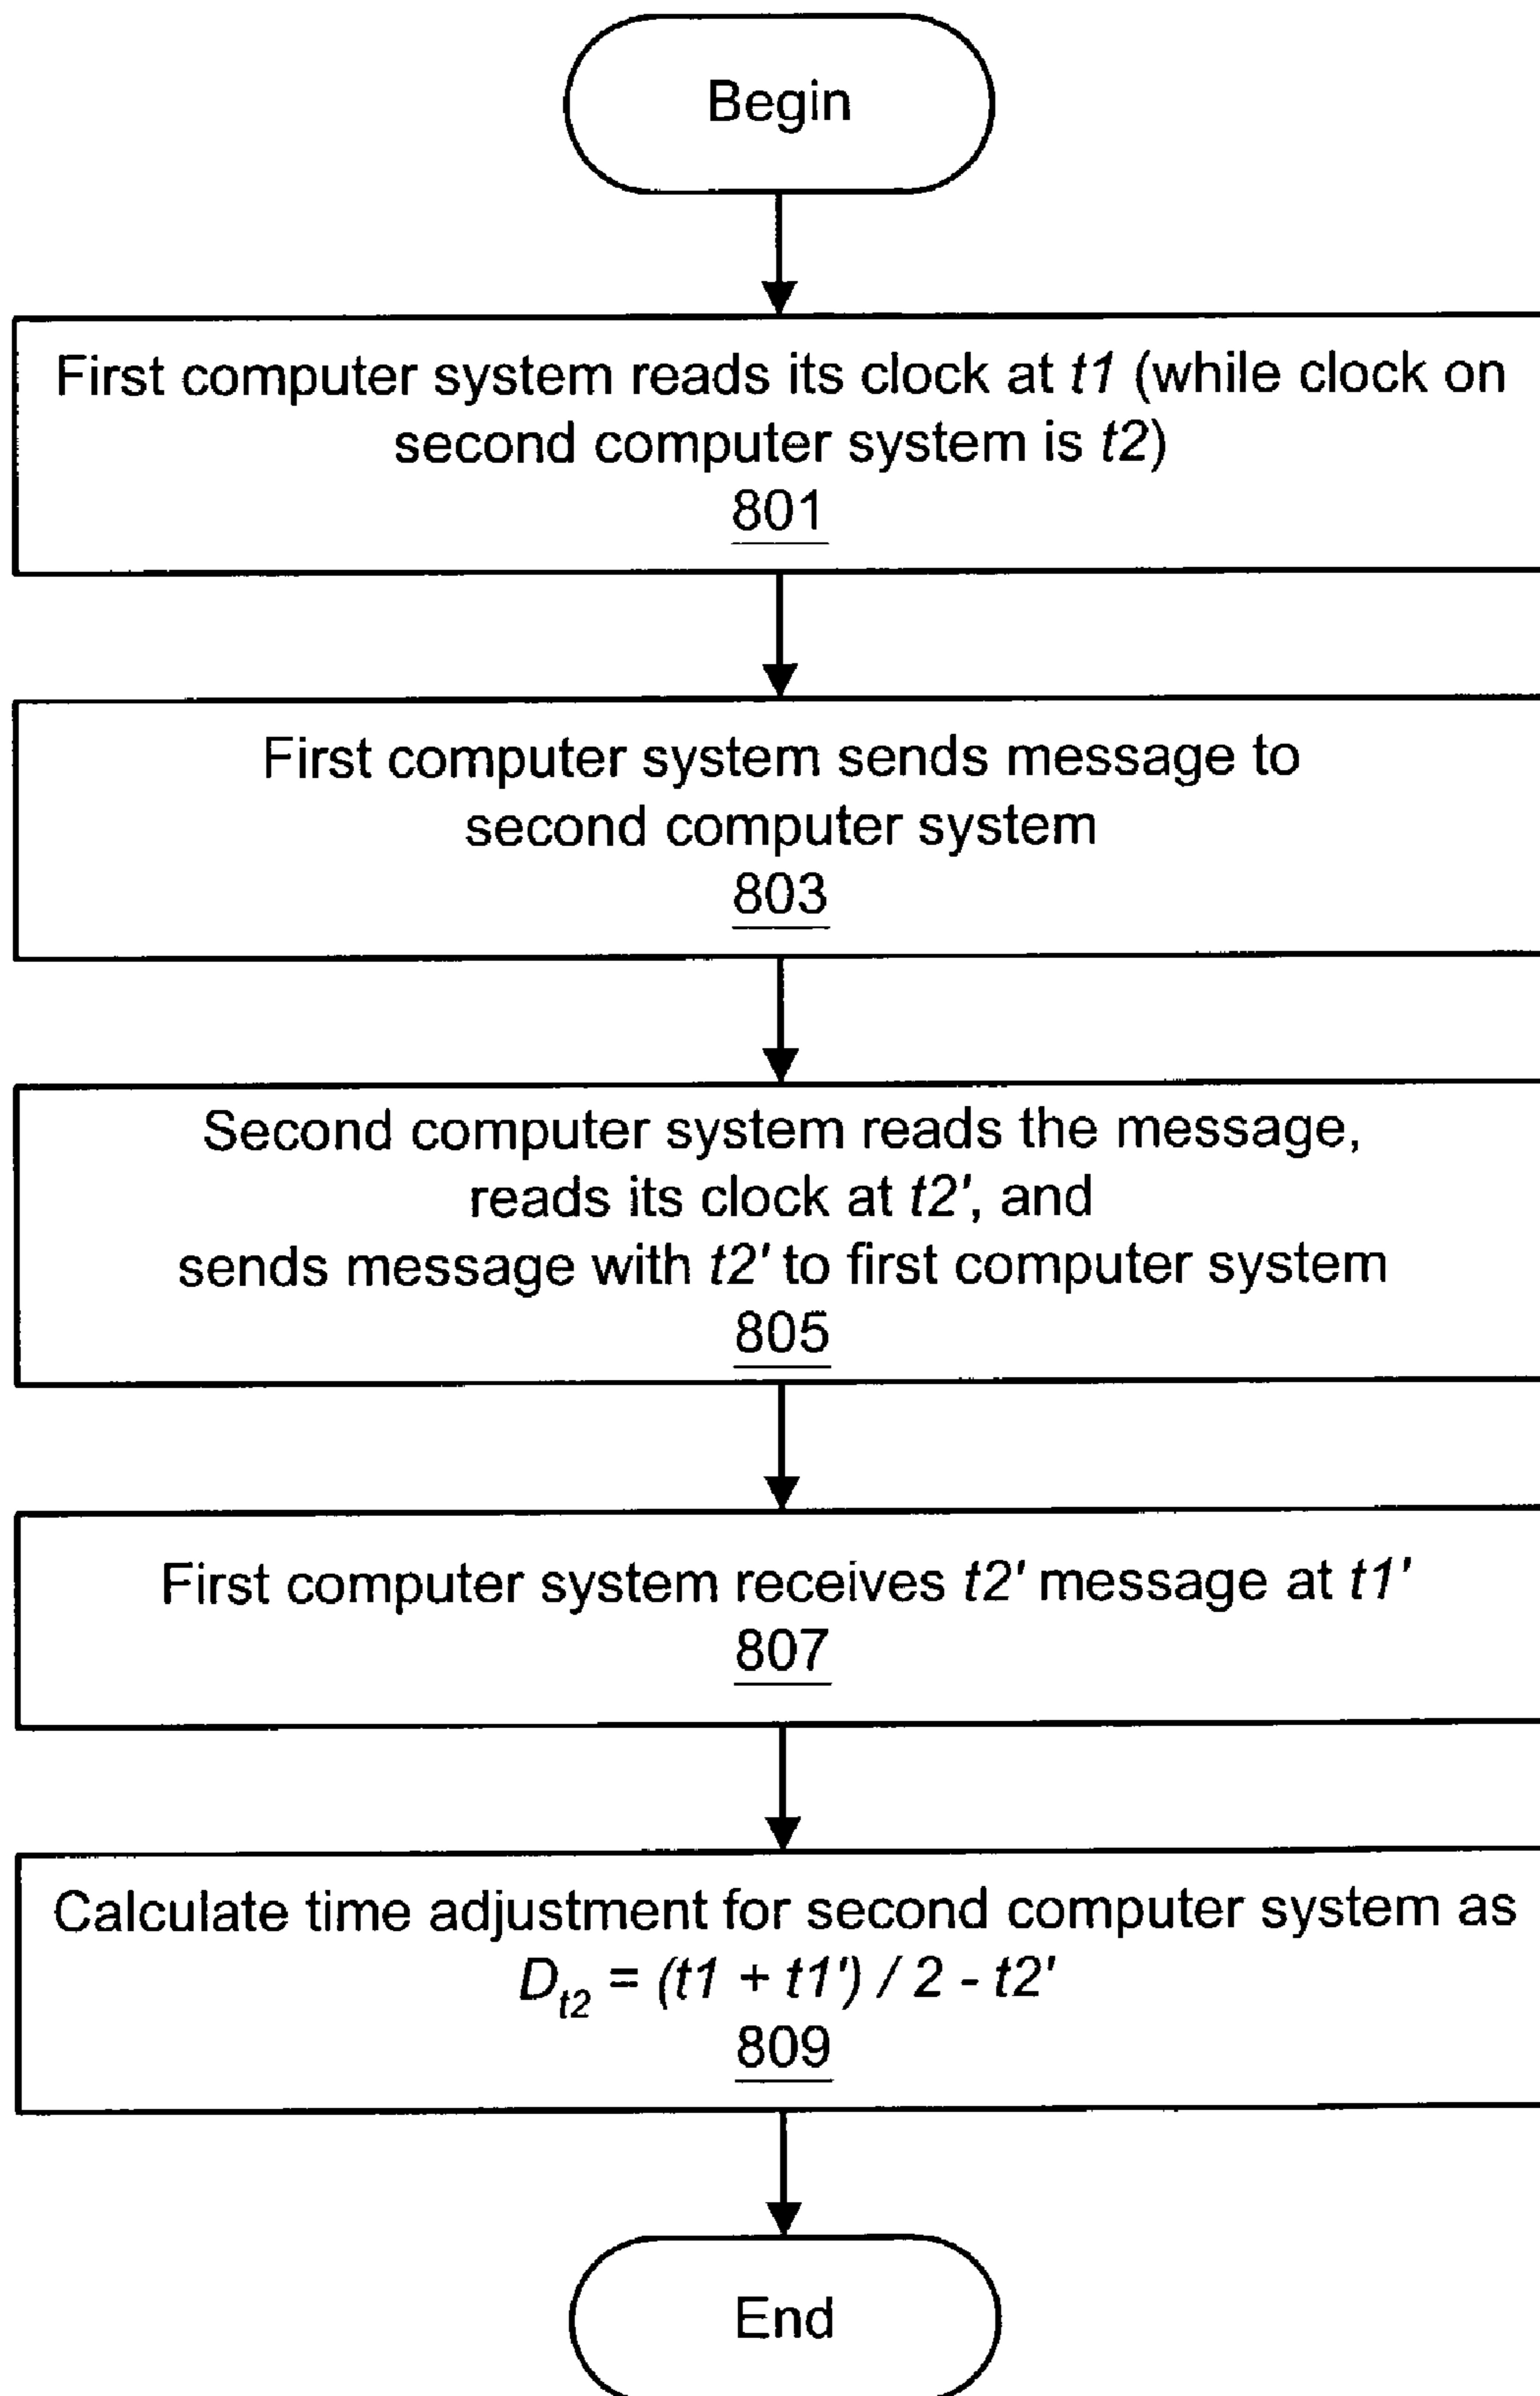 Begin
First computer system reads its clock at t1 (while clock on
second computer system is t2)
801
First computer system sends message to
second computer system
803
Second computer system reads the message,
reads its clock at t2', and
sends message with t2' to first computer system
805
First computer system receives t2' message at t1'
807
Calculate time adjustment for second computer system as
D_t2 = (t1 + t1') / 2 - t2'
809
End